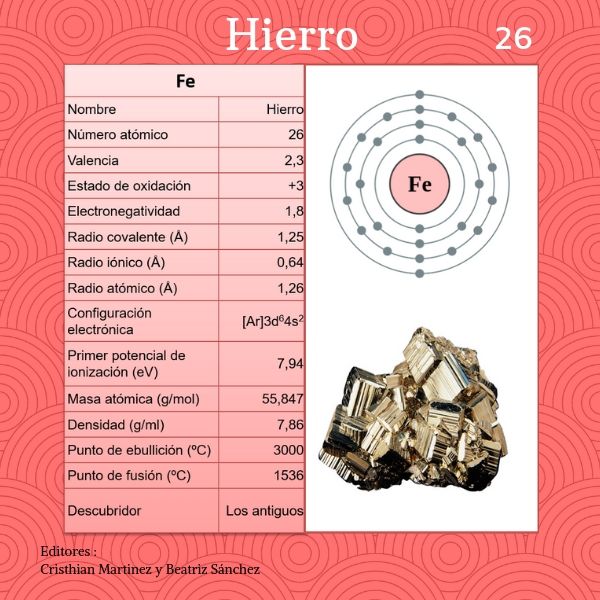 Hierro 26
Fe
Nombre Hierro
Número atómico 26
Valencia 2,3
Estado de oxidación +3
Electronegatividad 1,8
Radio covalente (Å) 1,25
Radio iónico (Å) 0,64
Radio atómico (Å) 1,26
Configuración
electrónica [Ar]3d⁶4s²
Primer potencial de
ionización (eV) 7,94
Masa atómica (g/mol) 55,847
Densidad (g/ml) 7,86
Punto de ebullición (ºC) 3000
Punto de fusión (ºC) 1536
Descubridor Los antiguos
Fe
Editores :
Cristhian Martinez y Beatriz Sánchez